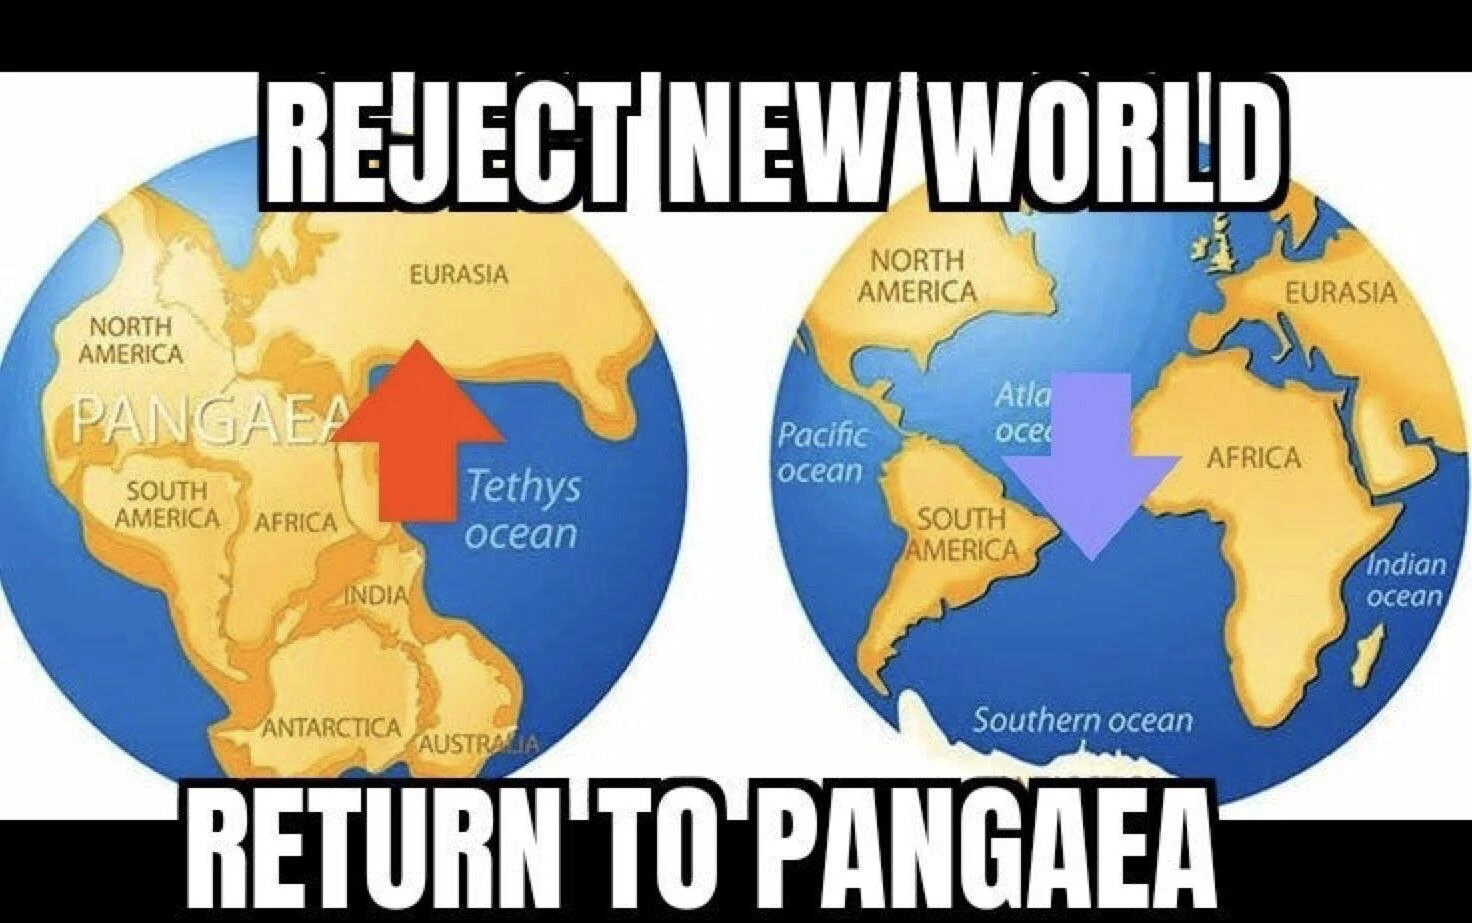 REJECT NEW WORLD
EURASIA
NORTH
AMERICA
PANGAEA
SOUTH
AMERICA
AFRICA
Tethys
ocean
INDIA
ANTARCTICA
AUSTRALIA
NORTH
AMERICA
EURASIA
Atla
oce
Pacific
ocean
AFRICA
SOUTH
AMERICA
Indian
ocean
Southern ocean
RETURN TO PANGAEA